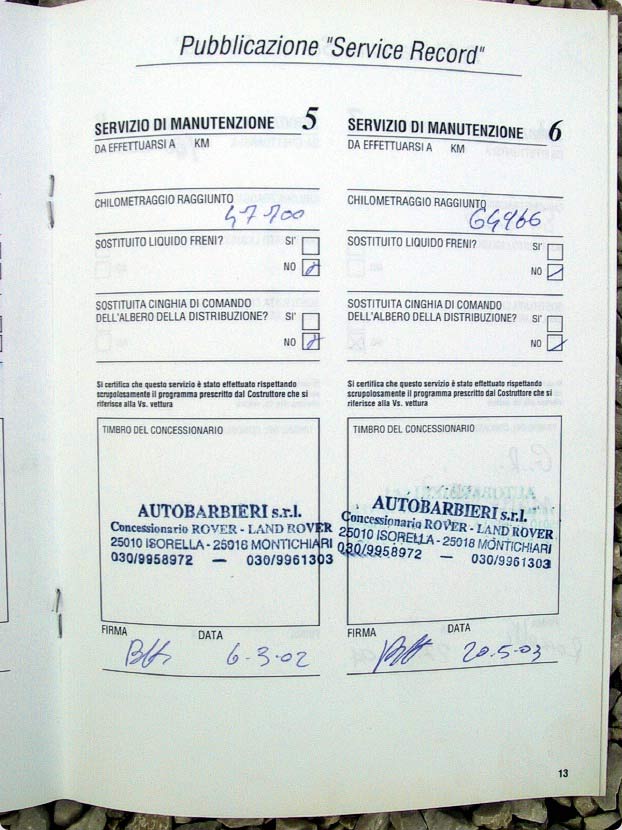 Pubblicazione "Service Record"
SERVIZIO DI MANUTENZIONE 5
DA EFFETTUARSI A KM
CHILOMETRAGGIO RAGGIUNTO
47700
SOSTITUITO LIQUIDO FRENI? SI'
NO
SOSTITUITA CINGHIA DI COMANDO
DELL'ALBERO DELLA DISTRIBUZIONE? SI'
NO
Si certifica che questo servizio è stato effettuato rispettando
scrupolosamente il programma prescritto dal Costruttore che si
riferisce alla Vs. vettura
TIMBRO DEL CONCESSIONARIO
AUTOBARBIERI s.r.l.
Concessionario ROVER - LAND ROVER
25010 ISORELLA - 25018 MONTICHIARI
030/9958972 — 030/9961303
FIRMA DATA
6-3-02
SERVIZIO DI MANUTENZIONE 6
DA EFFETTUARSI A KM
CHILOMETRAGGIO RAGGIUNTO
64966
SOSTITUITO LIQUIDO FRENI? SI'
NO
SOSTITUITA CINGHIA DI COMANDO
DELL'ALBERO DELLA DISTRIBUZIONE? SI'
NO
Si certifica che questo servizio è stato effettuato rispettando
scrupolosamente il programma prescritto dal Costruttore che si
riferisce alla Vs. vettura
TIMBRO DEL CONCESSIONARIO
AUTOBARBIERI s.r.l.
Concessionario ROVER - LAND ROVER
25010 ISORELLA - 25018 MONTICHIARI
030/9958972 — 030/9961303
FIRMA DATA
20.5.03
13